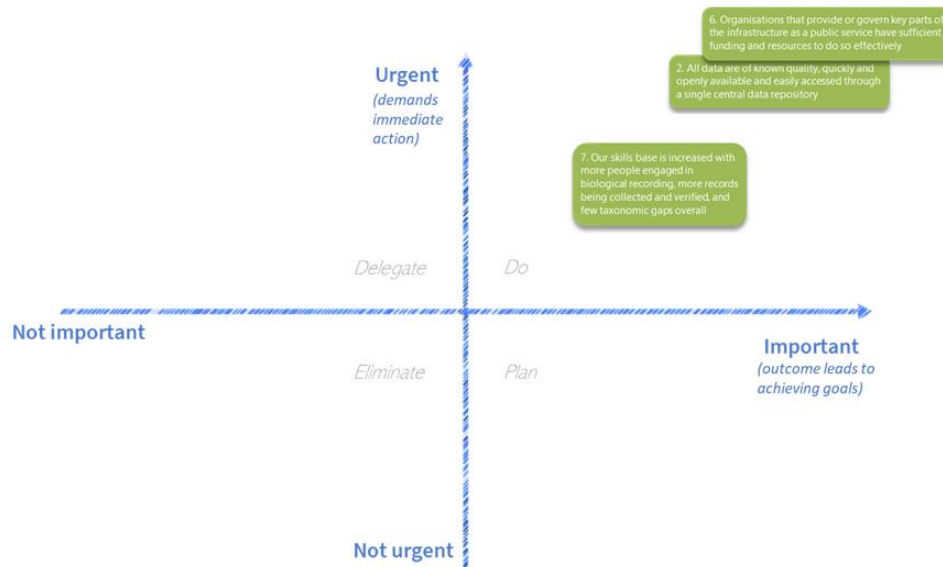 6. Organisations that provide or govern key parts of
the infrastructure as a public service have sufficient
funding and resources to do so effectively
2. All data are of known quality, quickly and
openly available and easily accessed through
a single central data repository
Urgent
(demands
immediate
action)
7. Our skills base is increased with
more people engaged in
biological recording, more records
being collected and verified, and
few taxonomic gaps overall
Delegate
Do
Not important
Important
(outcome leads to
achieving goals)
Eliminate
Plan
Not urgent